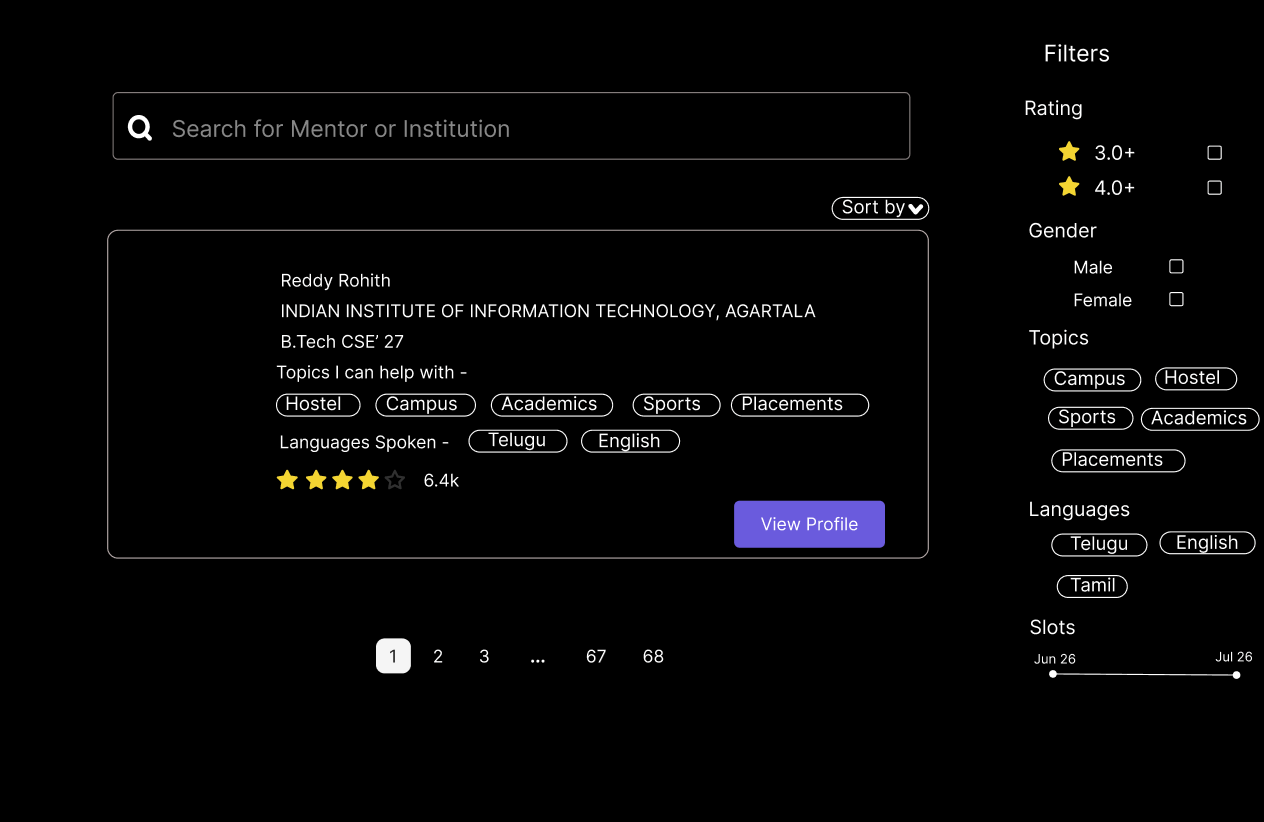 Search for Mentor or Institution
Sort by
Reddy Rohith
INDIAN INSTITUTE OF INFORMATION TECHNOLOGY, AGARTALA
B.Tech CSE’ 27
Topics I can help with -
Hostel Campus Academics Sports Placements
Languages Spoken - Telugu English
6.4k
View Profile
1 2 3 ... 67 68
Filters
Rating
3.0+
4.0+
Gender
Male
Female
Topics
Campus Hostel
Sports Academics
Placements
Languages
Telugu English
Tamil
Slots
Jun 26 Jul 26